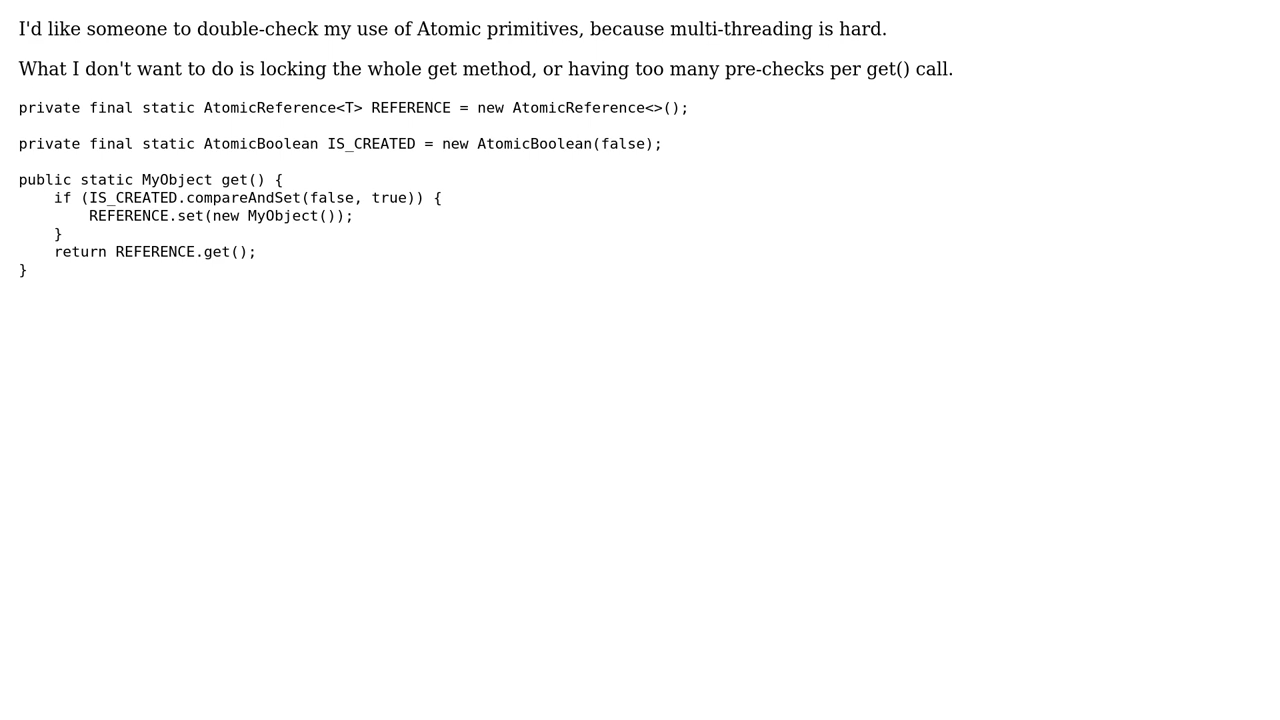 I'd like someone to double-check my use of Atomic primitives, because multi-threading is hard.
What I don't want to do is locking the whole get method, or having too many pre-checks per get() call.
private final static AtomicReference<T> REFERENCE = new AtomicReference<>();
private final static AtomicBoolean IS_CREATED = new AtomicBoolean(false);
public static MyObject get() {
    if (IS_CREATED.compareAndSet(false, true)) {
        REFERENCE.set(new MyObject());
    }
    return REFERENCE.get();
}